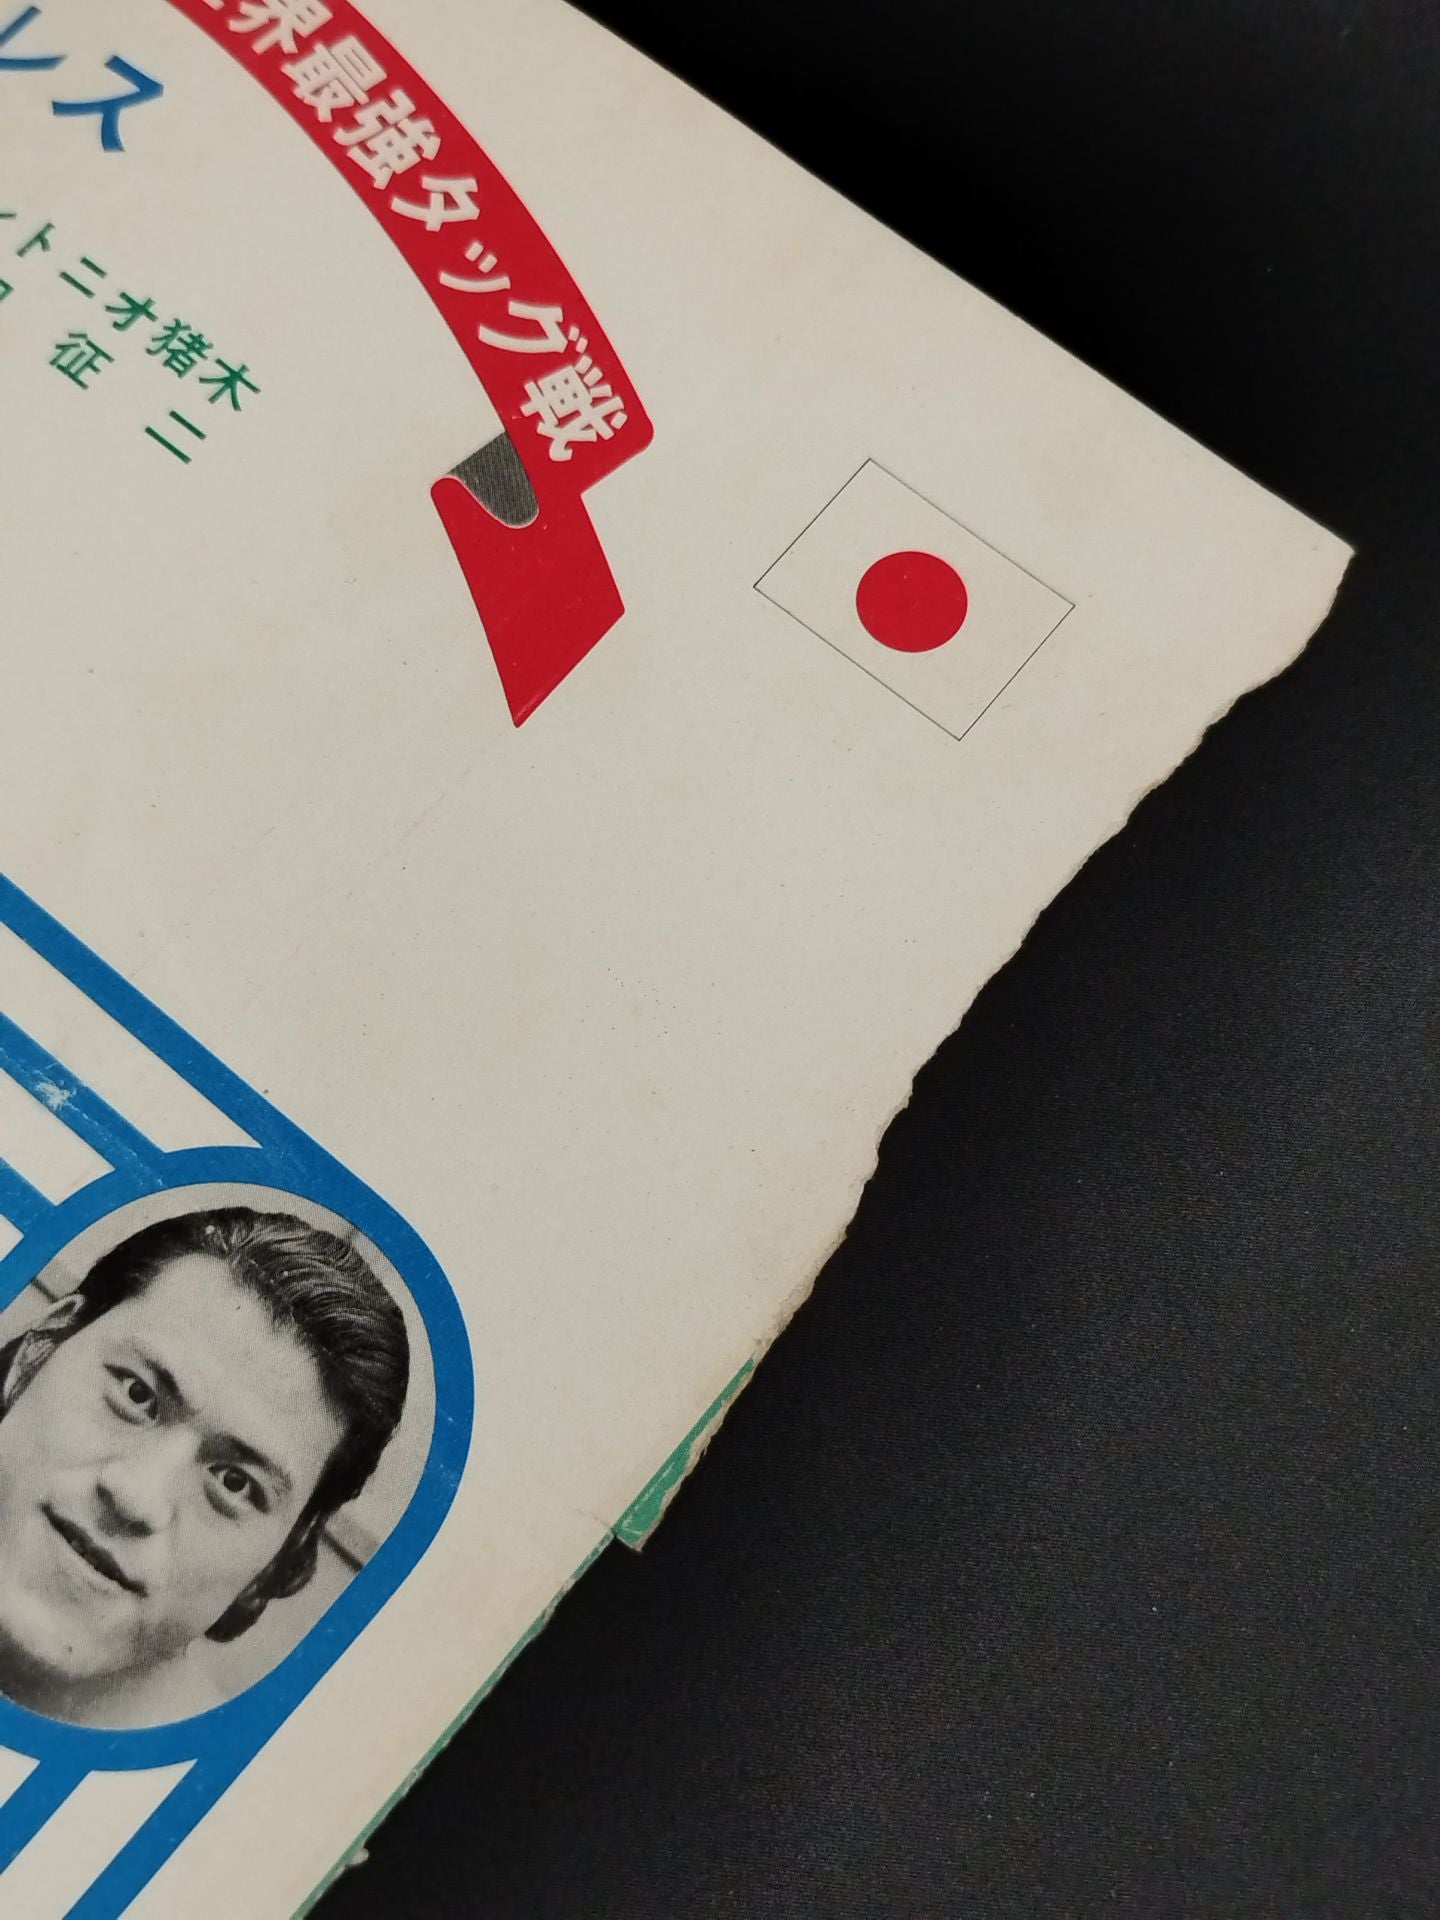 界最強タッグ戦
レス
ントニオ猪木
征二